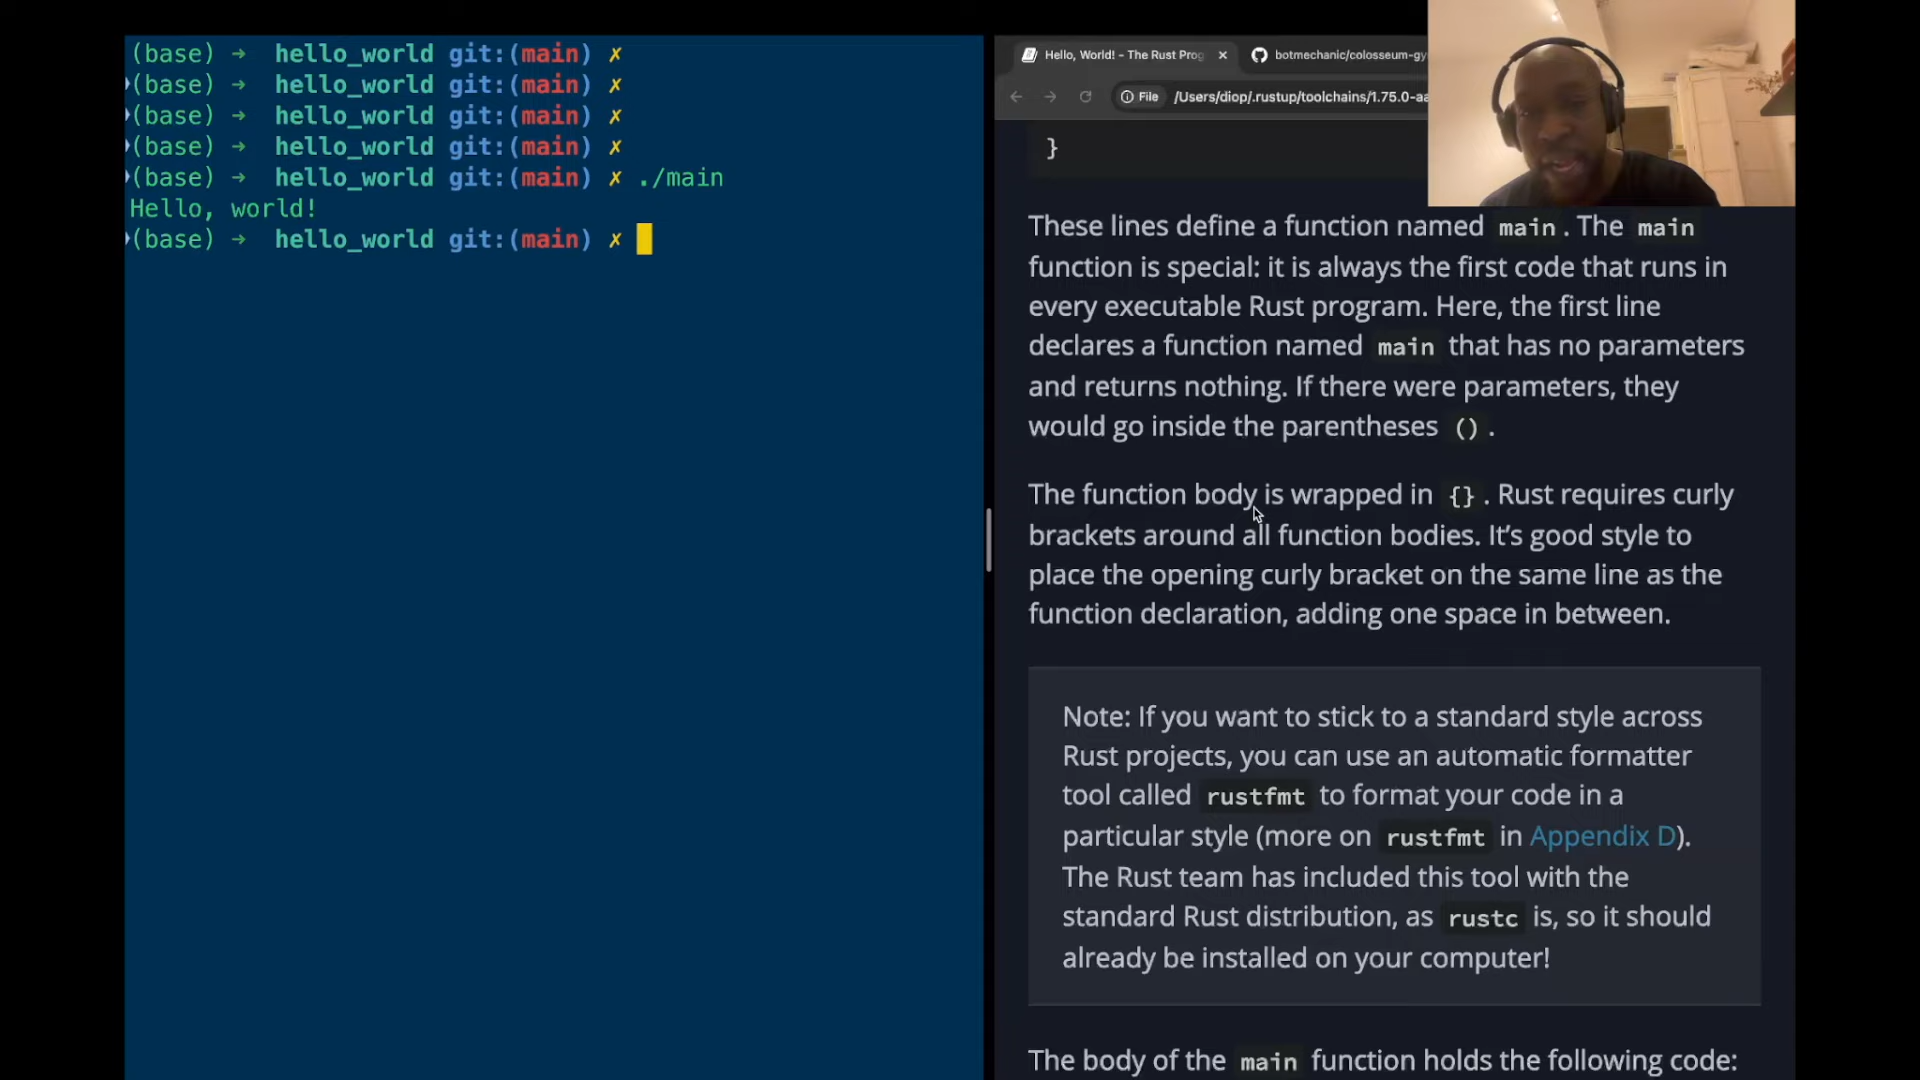 (base) → hello_world git:(main) ✗
(base) → hello_world git:(main) ✗
(base) → hello_world git:(main) ✗
(base) → hello_world git:(main) ✗
(base) → hello_world git:(main) ✗ ./main
Hello, world!
(base) → hello_world git:(main) ✗
Hello, World! - The Rust Prog
botmechanic/colosseum-gy
File /Users/diop/.rustup/toolchains/1.75.0-aa
}
These lines define a function named main. The main
function is special: it is always the first code that runs in
every executable Rust program. Here, the first line
declares a function named main that has no parameters
and returns nothing. If there were parameters, they
would go inside the parentheses ().
The function body is wrapped in {}. Rust requires curly
brackets around all function bodies. It’s good style to
place the opening curly bracket on the same line as the
function declaration, adding one space in between.
Note: If you want to stick to a standard style across
Rust projects, you can use an automatic formatter
tool called rustfmt to format your code in a
particular style (more on rustfmt in Appendix D).
The Rust team has included this tool with the
standard Rust distribution, as rustc is, so it should
already be installed on your computer!
The body of the main function holds the following code: